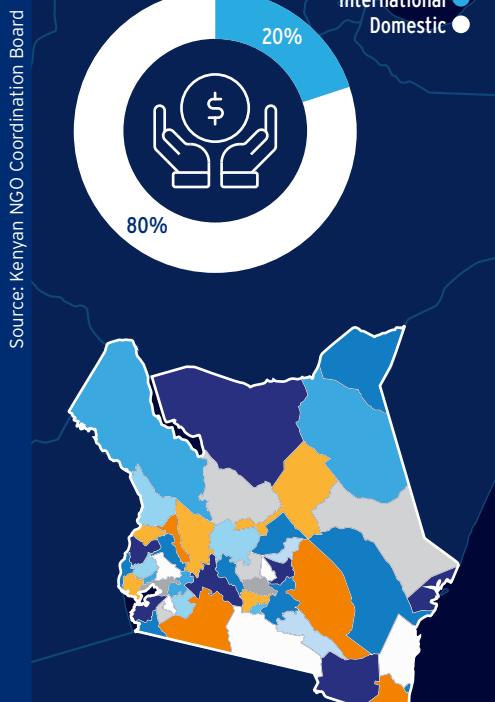 International
Domestic
20%
$
80%
Source: Kenyan NGO Coordination Board